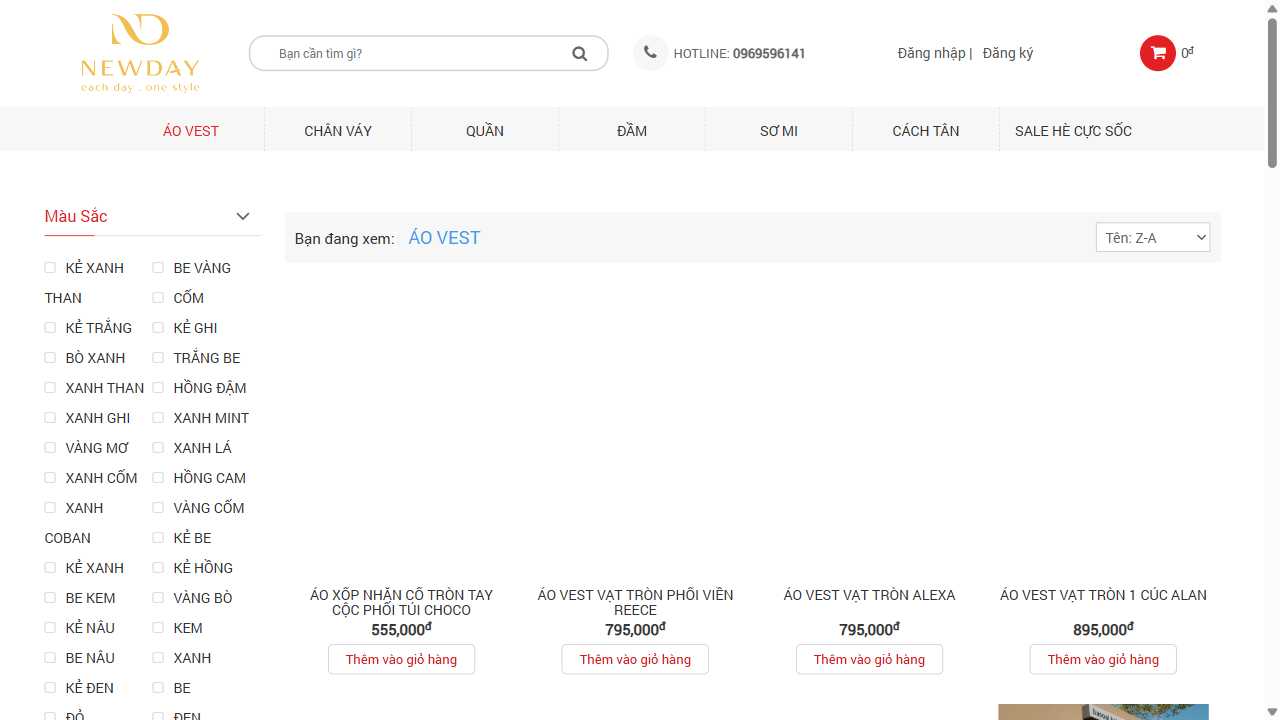 NEWDAY
each day . one style
Bạn cần tìm gì?
HOTLINE: 0969596141
Đăng nhập | Đăng ký
0đ
ÁO VEST
CHÂN VÁY
QUẦN
ĐẦM
SƠ MI
CÁCH TÂN
SALE HÈ CỰC SỐC
Màu Sắc
KẺ XANH THAN
KẺ TRẮNG
BÒ XANH
XANH THAN
XANH GHI
VÀNG MƠ
XANH CỐM
XANH COBAN
KẺ XANH
BE KEM
KẺ NÂU
BE NÂU
KẺ ĐEN
ĐỎ
BE VÀNG
CỐM
KẺ GHI
TRẮNG BE
HỒNG ĐẬM
XANH MINT
XANH LÁ
HỒNG CAM
VÀNG CỐM
KẺ BE
KẺ HỒNG
VÀNG BÒ
KEM
XANH
BE
ĐEN
Bạn đang xem: ÁO VEST
Tên: Z-A
ÁO XỐP NHĂN CỔ TRÒN TAY
CỘC PHỐI TÚI CHOCO
555,000đ
Thêm vào giỏ hàng
ÁO VEST VẠT TRÒN PHỐI VIỀN
REECE
795,000đ
Thêm vào giỏ hàng
ÁO VEST VẠT TRÒN ALEXA
795,000đ
Thêm vào giỏ hàng
ÁO VEST VẠT TRÒN 1 CÚC ALAN
895,000đ
Thêm vào giỏ hàng